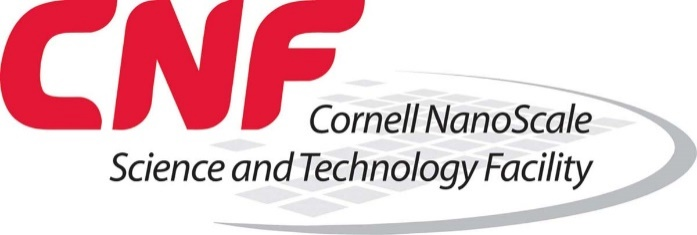 CNF
Cornell NanoScale
Science and Technology Facility